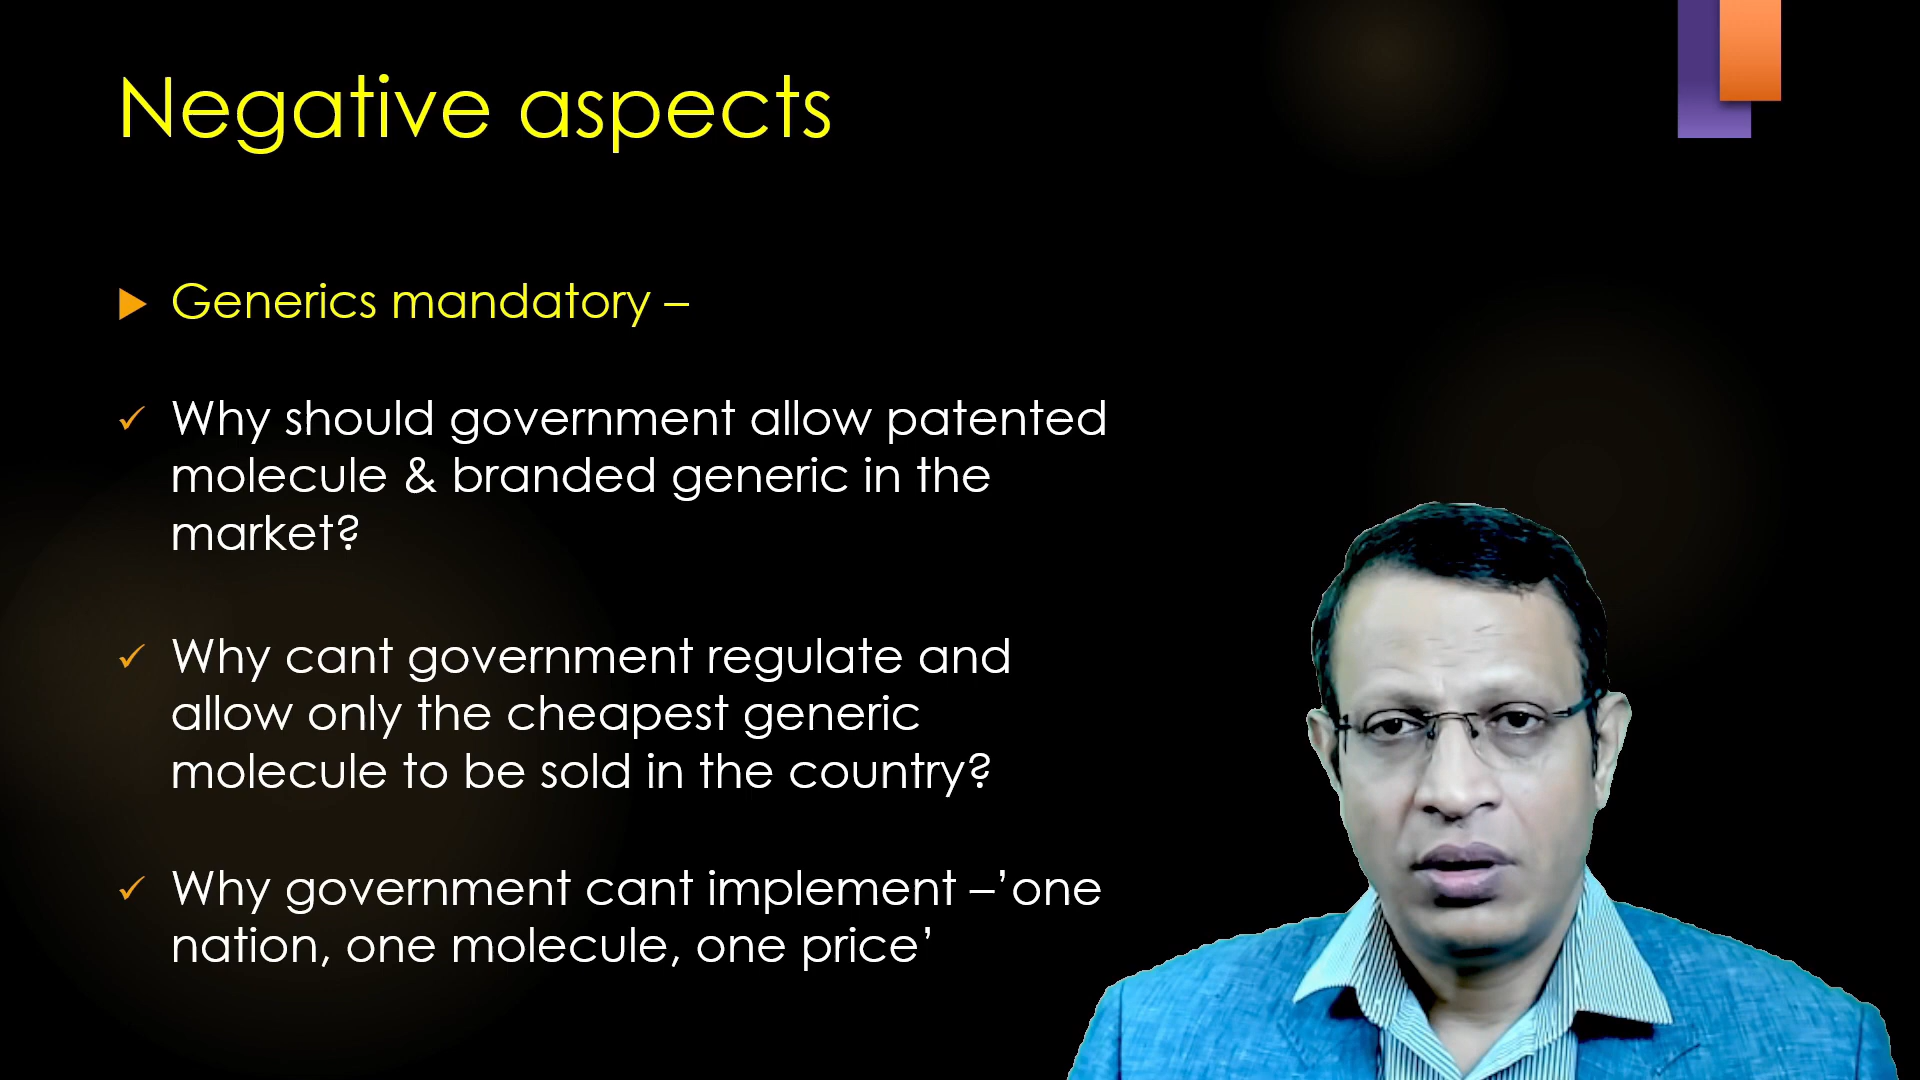 Negative aspects
Generics mandatory –
Why should government allow patented
molecule & branded generic in the
market?
Why cant government regulate and
allow only the cheapest generic
molecule to be sold in the country?
Why government cant implement –’one
nation, one molecule, one price’